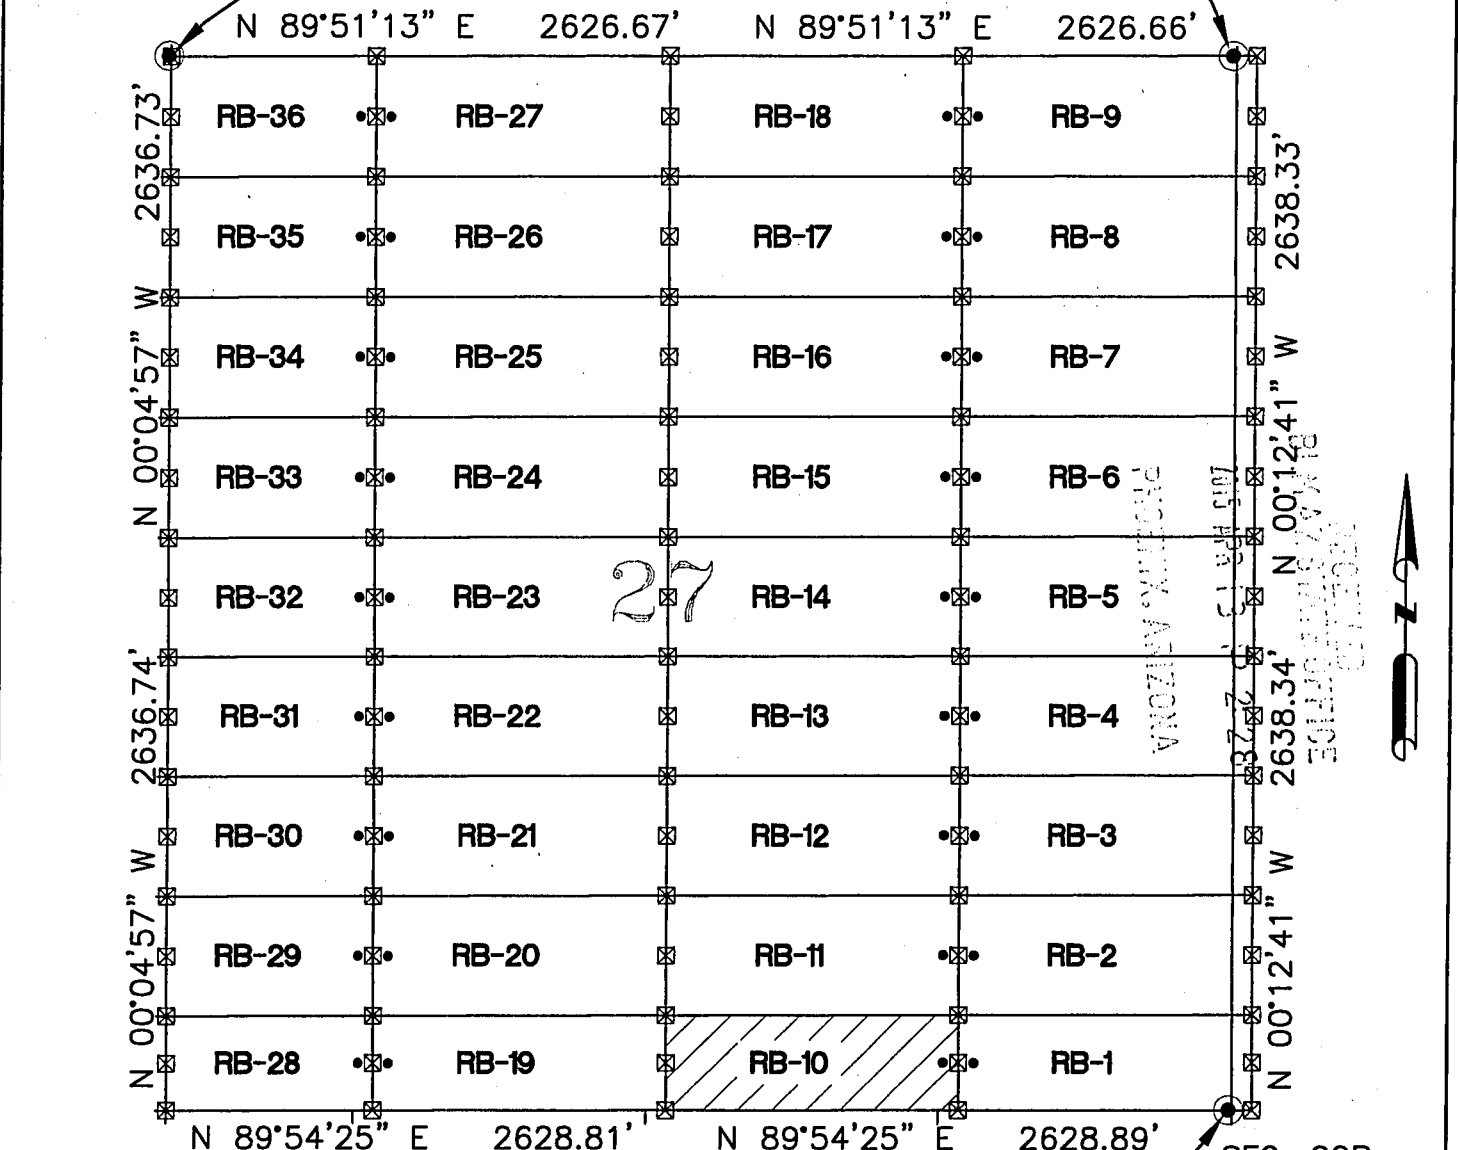 N 89°51'13" E 2626.67' N 89°51'13" E 2626.66'
2636.73'
2638.33'
RB-36 RB-27 RB-18 RB-9
RB-35 RB-26 RB-17 RB-8
RB-34 RB-25 RB-16 RB-7
N 00°04'57" W
N 00°12'41" W
RB-33 RB-24 RB-15 RB-6
RB-32 RB-23 27 RB-14 RB-5
N
RB-31 RB-22 RB-13 RB-4
2636.74'
2638.34'
PHOENIX, ARIZONA
RB-30 RB-21 RB-12 RB-3
RB-29 RB-20 RB-11 RB-2
N 00°04'57" W
N 00°12'41" W
RB-28 RB-19 RB-10 RB-1
N 89°54'25" E 2628.81' N 89°54'25" E 2628.89'